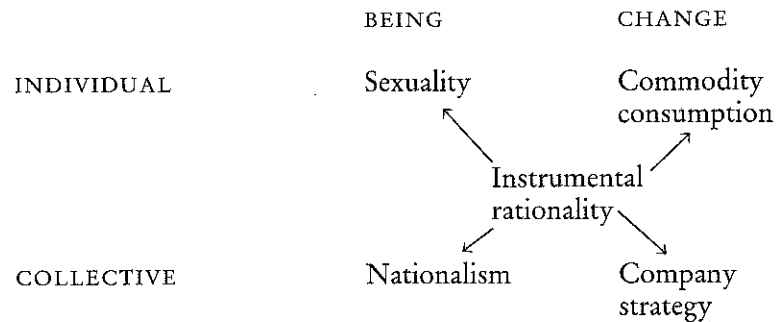 BEING CHANGE
INDIVIDUAL Sexuality Commodity
consumption
Instrumental
rationality
COLLECTIVE Nationalism Company
strategy